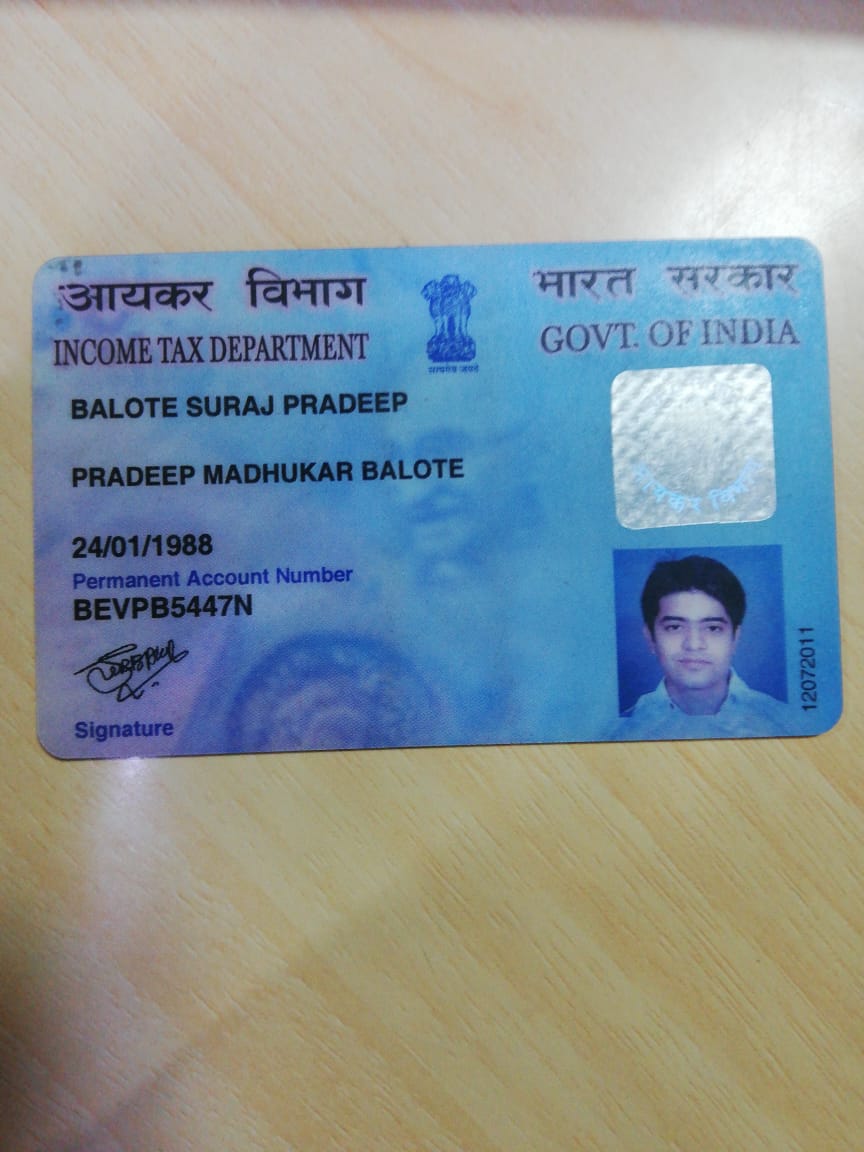 आयकर विभाग
INCOME TAX DEPARTMENT
सत्यमेव जयते
भारत सरकार
GOVT. OF INDIA
BALOTE SURAJ PRADEEP
PRADEEP MADHUKAR BALOTE
24/01/1988
Permanent Account Number
BEVPB5447N
Signature
आयकर विभाग
12072011